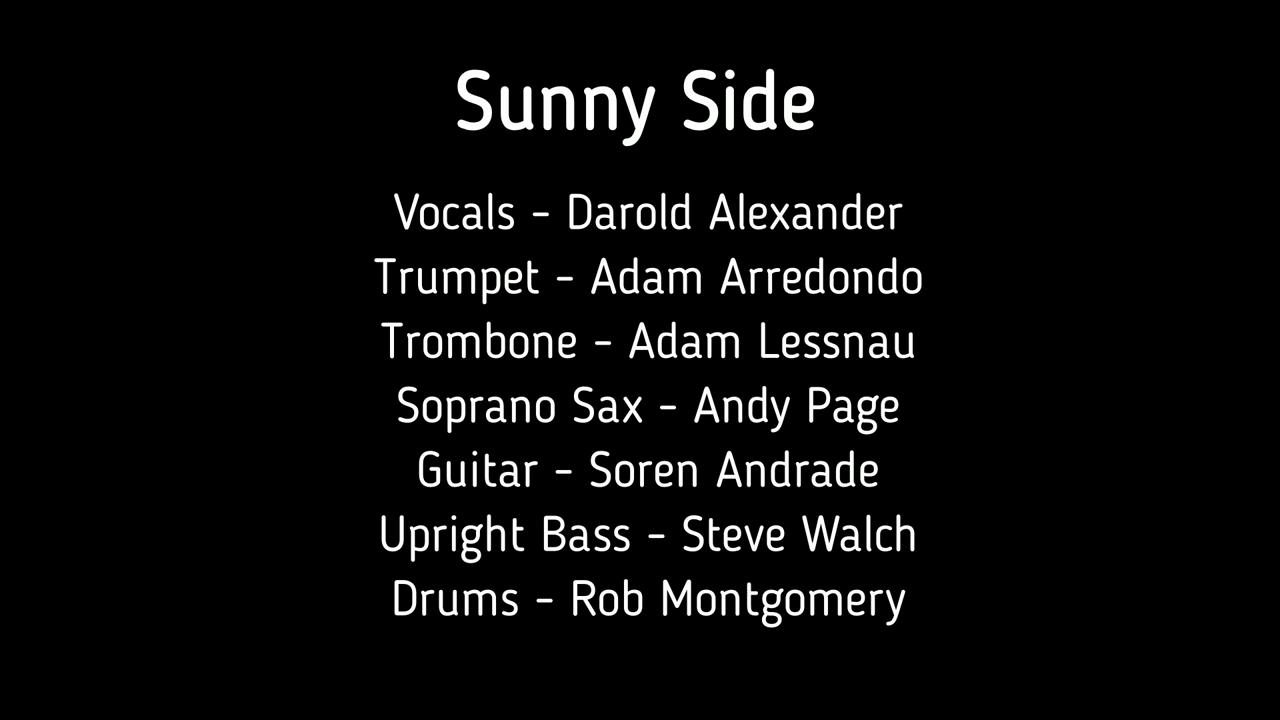 Sunny Side
Vocals - Darold Alexander
Trumpet - Adam Arredondo
Trombone - Adam Lessnau
Soprano Sax - Andy Page
Guitar - Soren Andrade
Upright Bass - Steve Walch
Drums - Rob Montgomery